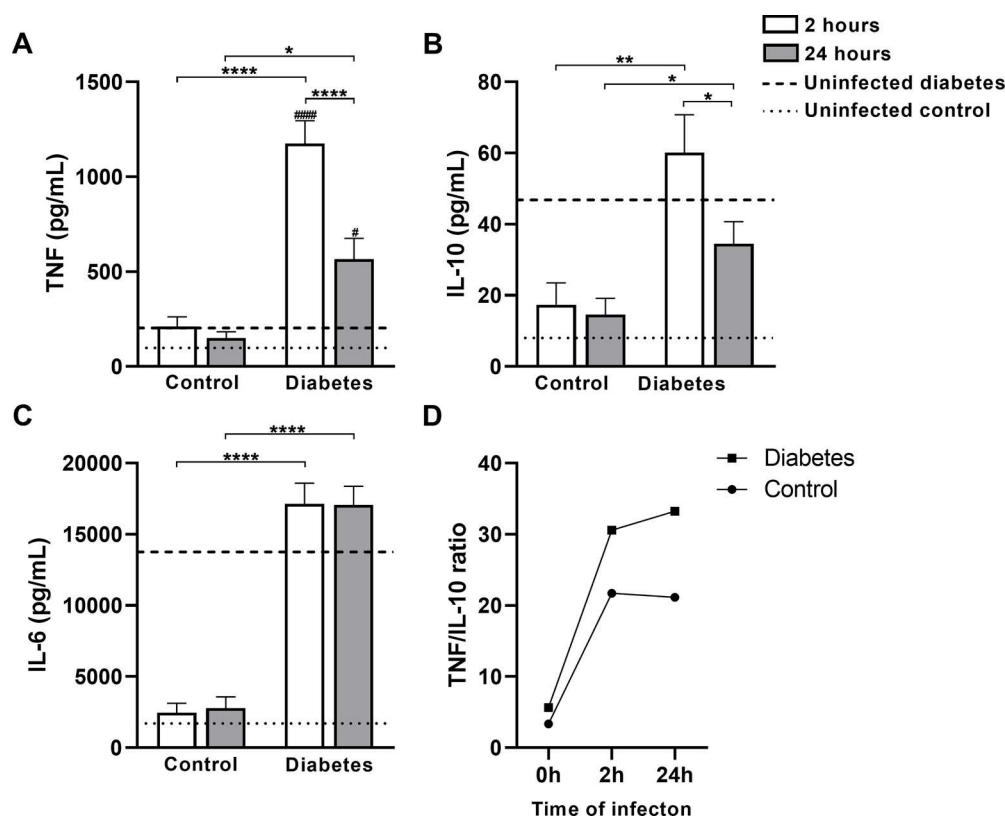 2 hours
24 hours
Uninfected diabetes
Uninfected control
A
TNF (pg/mL)
1500
1000
500
0
*
****
****
####
#
Control
Diabetes
B
IL-10 (pg/mL)
80
60
40
20
0
**
*
*
Control
Diabetes
C
IL-6 (pg/mL)
20000
15000
10000
5000
0
****
****
Control
Diabetes
D
TNF/IL-10 ratio
40
30
20
10
0
Diabetes
Control
0h 2h 24h
Time of infecton